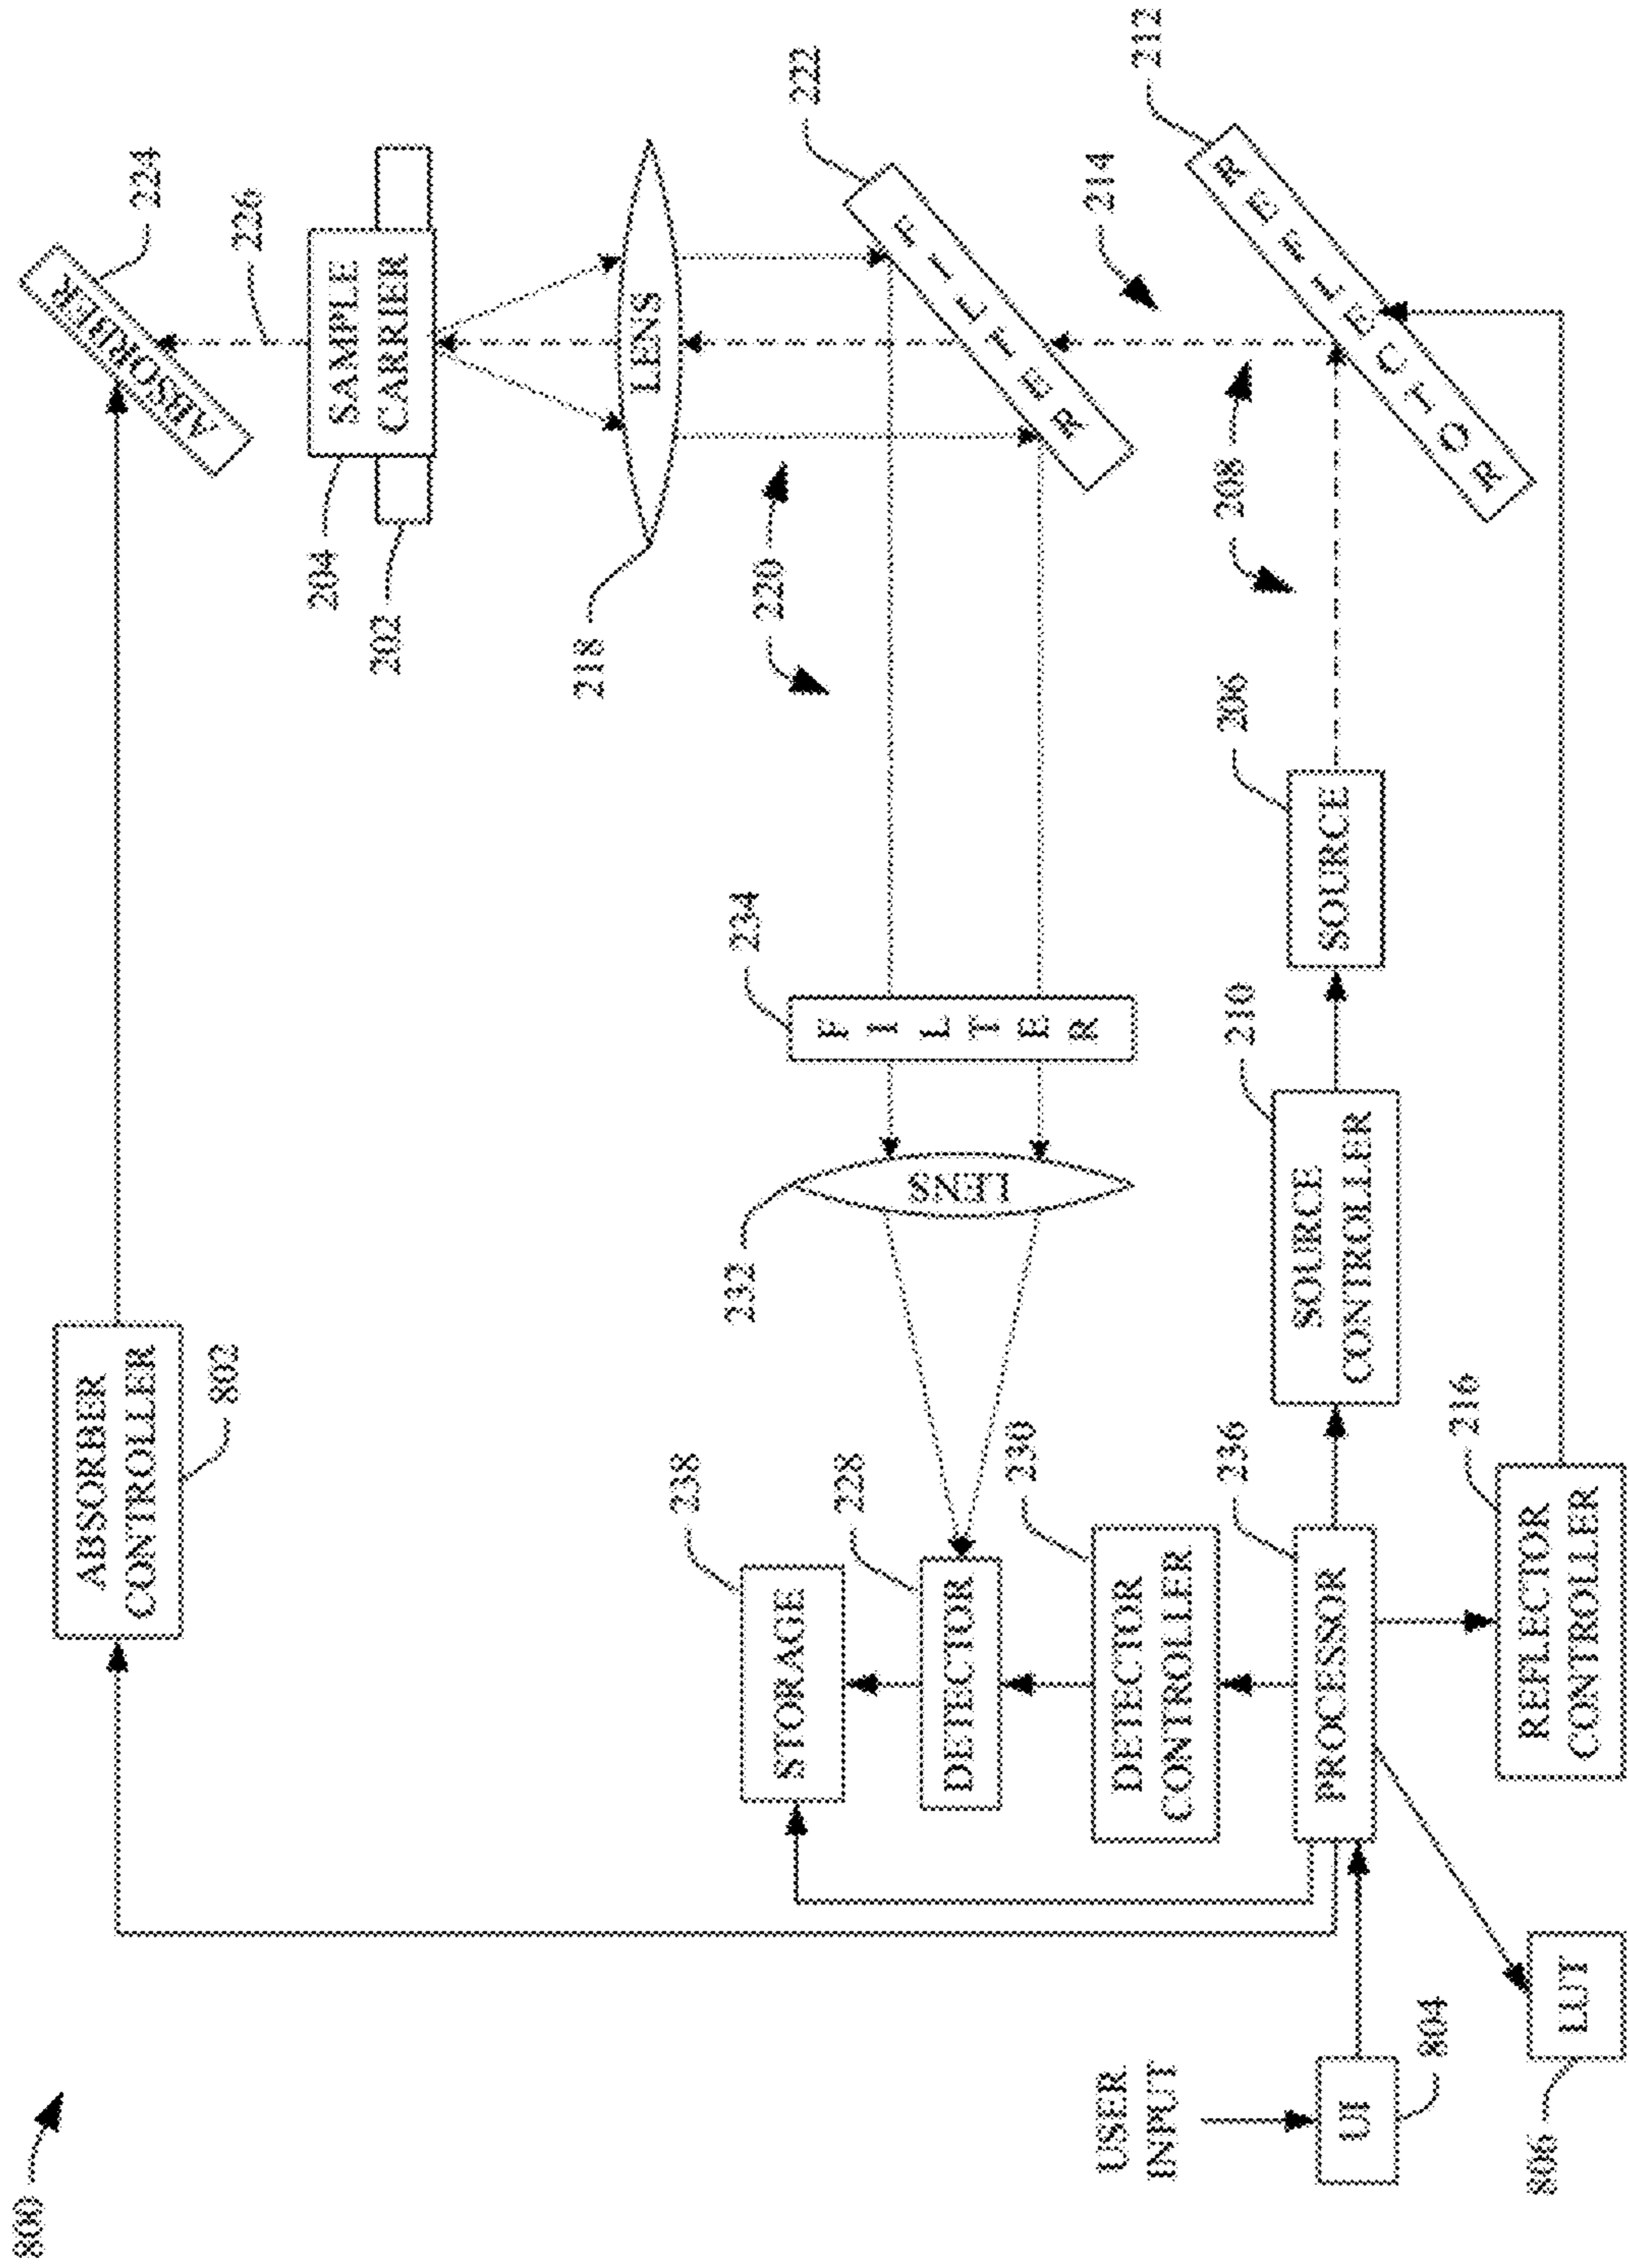 800
ABSORBER
CONTROLLER
802
ABSORBER
224
226
SAMPLE
CARRIER
204
202
218
LENS
222
FILTER
220
238
STORAGE
232
LENS
234
FILTER
228
DETECTOR
230
DETECTOR
CONTROLLER
214
212
REFLECTOR
208
206
SOURCE
210
SOURCE
CONTROLLER
236
PROCESSOR
USER
INPUT
UI
804
216
REFLECTOR
CONTROLLER
LUT
806